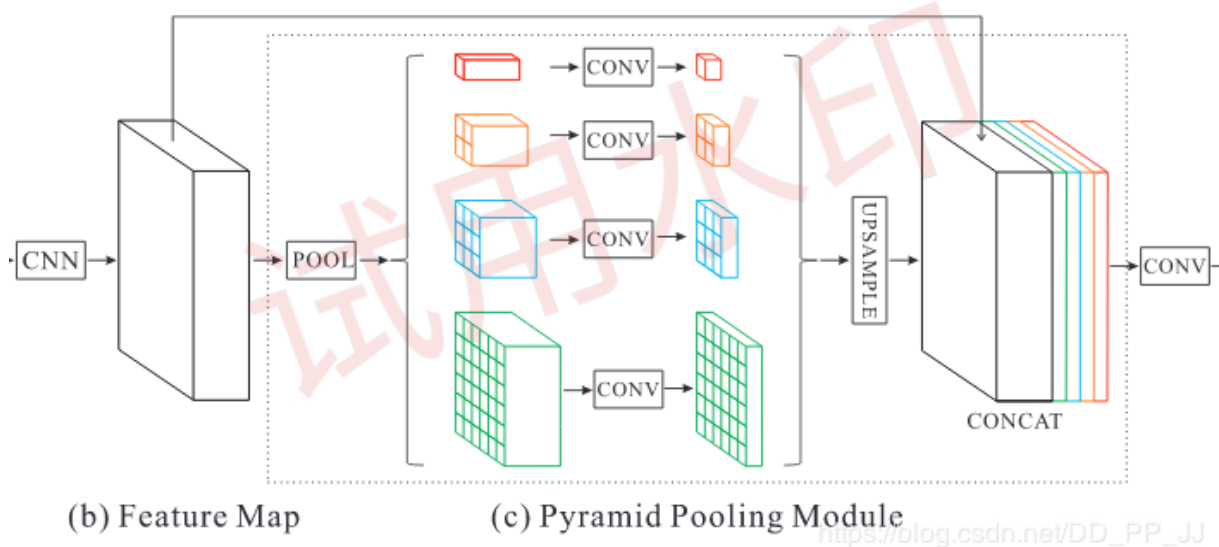 CONV
CONV
CNN
POOL
CONV
UPSAMPLE
CONV
CONV
CONCAT
(b) Feature Map
(c) Pyramid Pooling Module
试用水印
https://blog.csdn.net/DD_PP_JJ